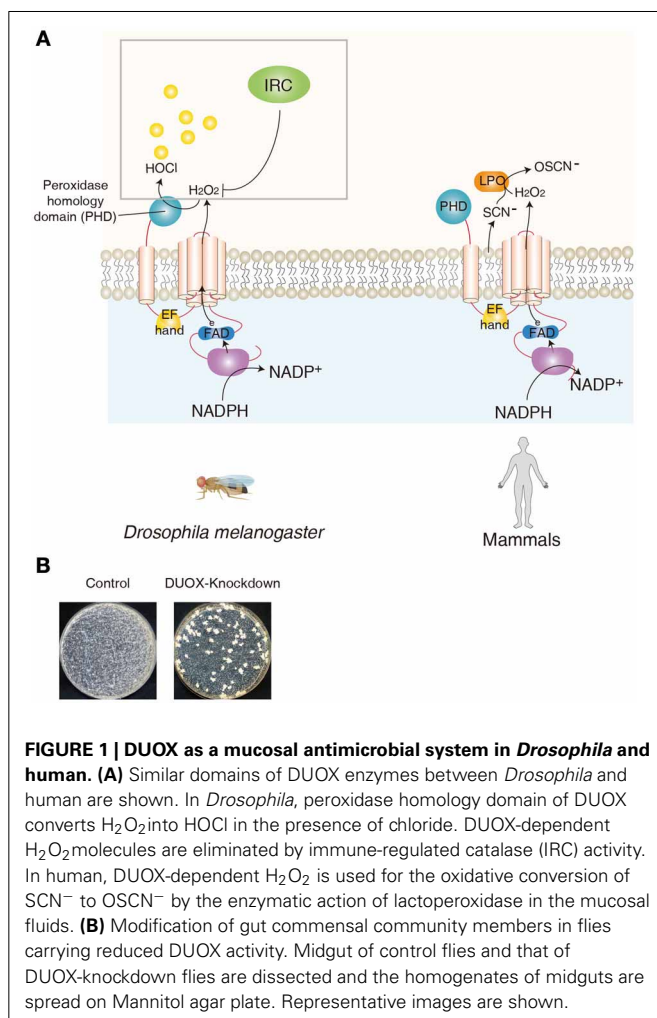 A
IRC
HOCl
H2O2
Peroxidase
homology
domain (PHD)
EF
hand
e
FAD
NADP+
NADPH
Drosophila melanogaster
PHD
LPO
OSCN−
H2O2
SCN−
EF
hand
e
FAD
NADP+
NADPH
Mammals
B
Control
DUOX-Knockdown
FIGURE 1 | DUOX as a mucosal antimicrobial system in Drosophila and
human. (A) Similar domains of DUOX enzymes between Drosophila and
human are shown. In Drosophila, peroxidase homology domain of DUOX
converts H2O2into HOCl in the presence of chloride. DUOX-dependent
H2O2molecules are eliminated by immune-regulated catalase (IRC) activity.
In human, DUOX-dependent H2O2 is used for the oxidative conversion of
SCN− to OSCN− by the enzymatic action of lactoperoxidase in the mucosal
fluids. (B) Modification of gut commensal community members in flies
carrying reduced DUOX activity. Midgut of control flies and that of
DUOX-knockdown flies are dissected and the homogenates of midguts are
spread on Mannitol agar plate. Representative images are shown.